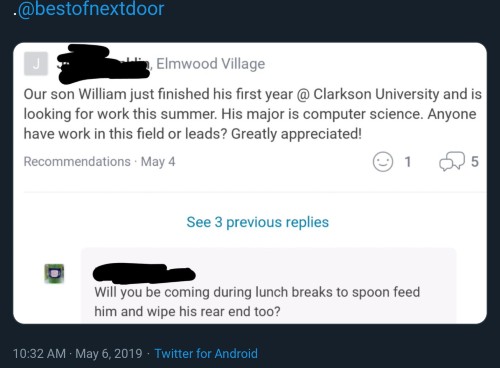 .@bestofnextdoor
J
, Elmwood Village
Our son William just finished his first year @ Clarkson University and is
looking for work this summer. His major is computer science. Anyone
have work in this field or leads? Greatly appreciated!
Recommendations · May 4
1
5
See 3 previous replies
Will you be coming during lunch breaks to spoon feed
him and wipe his rear end too?
10:32 AM · May 6, 2019 · Twitter for Android